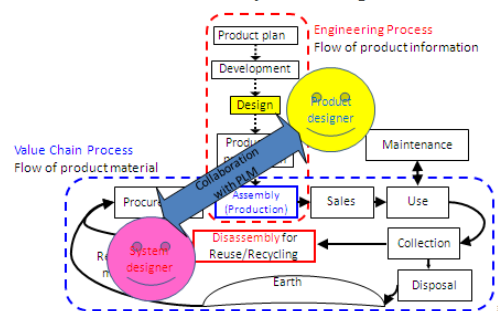 Engineering Process
Flow of product information
Product plan
Development
Design
Product
designer
Value Chain Process
Flow of product material
Collaboration
with PLM
Maintenance
Assembly
(Production)
Sales
Use
System
designer
Disassembly for
Reuse/Recycling
Collection
Earth
Disposal